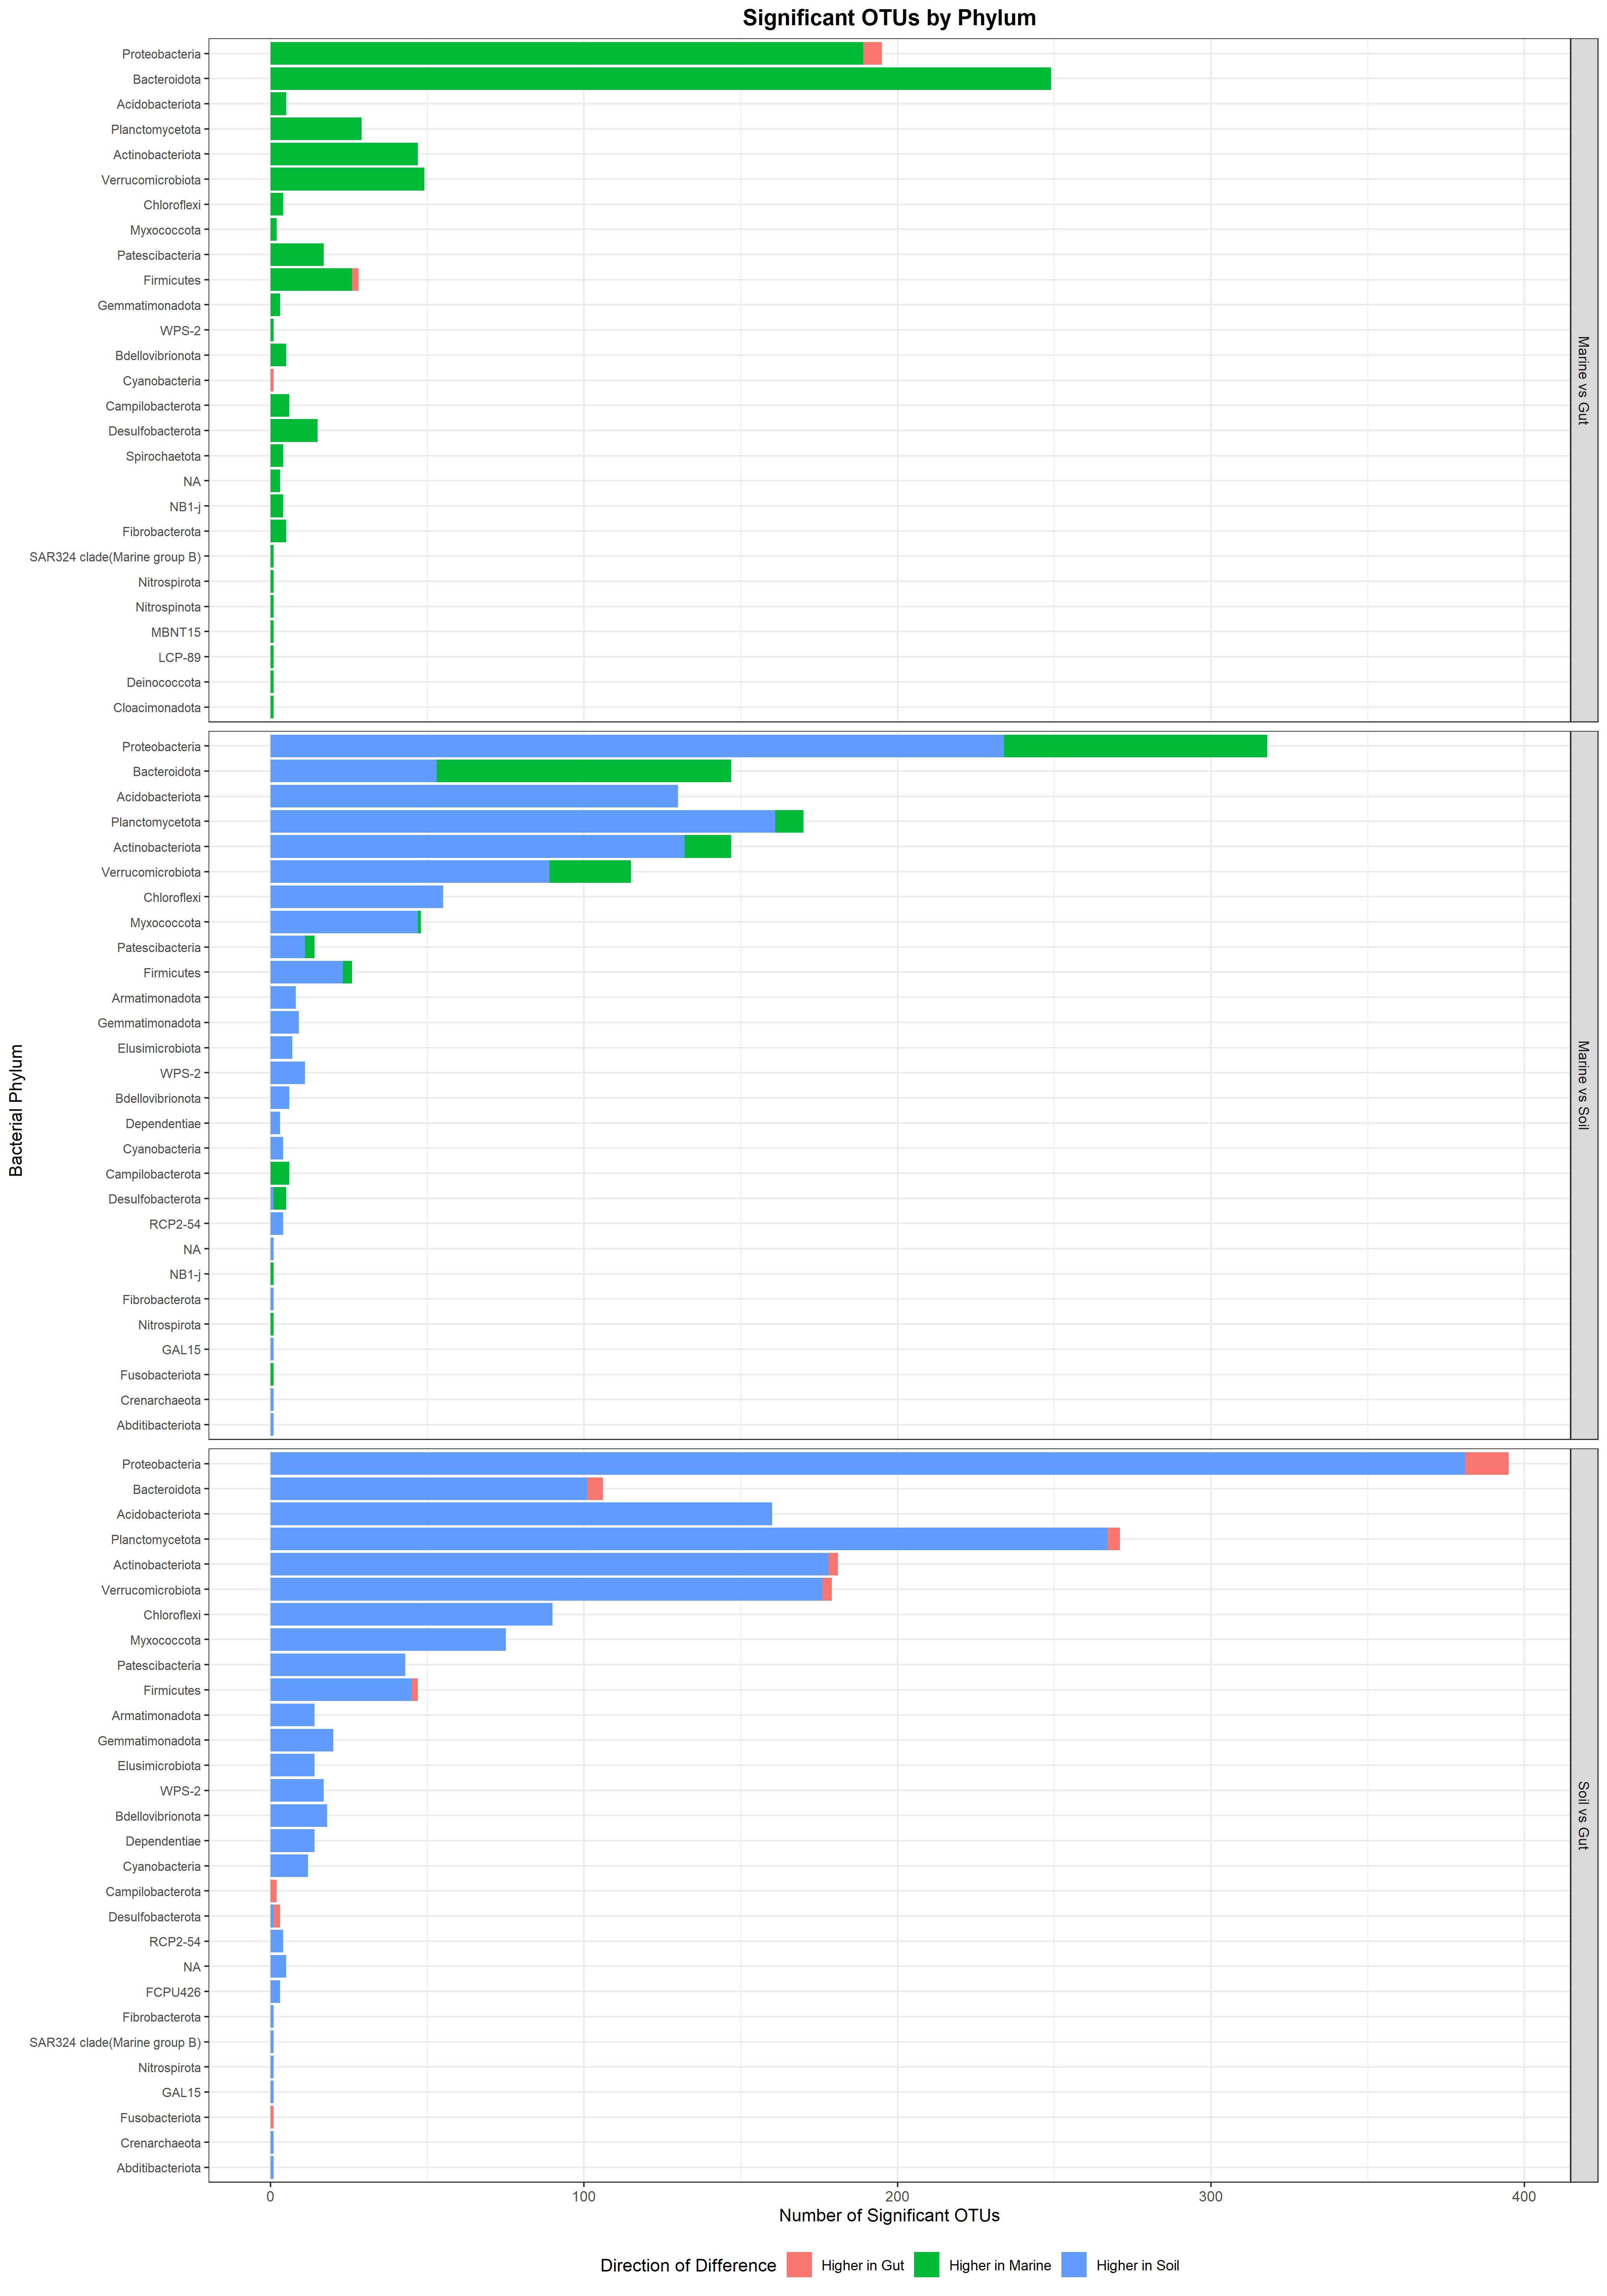 Significant OTUs by Phylum
Proteobacteria
Bacteroidota
Acidobacteriota
Planctomycetota
Actinobacteriota
Verrucomicrobiota
Chloroflexi
Myxococcota
Patescibacteria
Firmicutes
Gemmatimonadota
WPS-2
Bdellovibrionota
Cyanobacteria
Campilobacterota
Desulfobacterota
Spirochaetota
NA
NB1-j
Fibrobacterota
SAR324 clade(Marine group B)
Nitrospirota
Nitrospinota
MBNT15
LCP-89
Deinococcota
Cloacimonadota
Marine vs Gut
Proteobacteria
Bacteroidota
Acidobacteriota
Planctomycetota
Actinobacteriota
Verrucomicrobiota
Chloroflexi
Myxococcota
Patescibacteria
Firmicutes
Armatimonadota
Gemmatimonadota
Elusimicrobiota
WPS-2
Bdellovibrionota
Dependentiae
Cyanobacteria
Campilobacterota
Desulfobacterota
RCP2-54
NA
NB1-j
Fibrobacterota
Nitrospirota
GAL15
Fusobacteriota
Crenarchaeota
Abditibacteriota
Marine vs Soil
Bacterial Phylum
Proteobacteria
Bacteroidota
Acidobacteriota
Planctomycetota
Actinobacteriota
Verrucomicrobiota
Chloroflexi
Myxococcota
Patescibacteria
Firmicutes
Armatimonadota
Gemmatimonadota
Elusimicrobiota
WPS-2
Bdellovibrionota
Dependentiae
Cyanobacteria
Campilobacterota
Desulfobacterota
RCP2-54
NA
FCPU426
Fibrobacterota
SAR324 clade(Marine group B)
Nitrospirota
GAL15
Fusobacteriota
Crenarchaeota
Abditibacteriota
Soil vs Gut
0 100 200 300 400
Number of Significant OTUs
Direction of Difference Higher in Gut Higher in Marine Higher in Soil